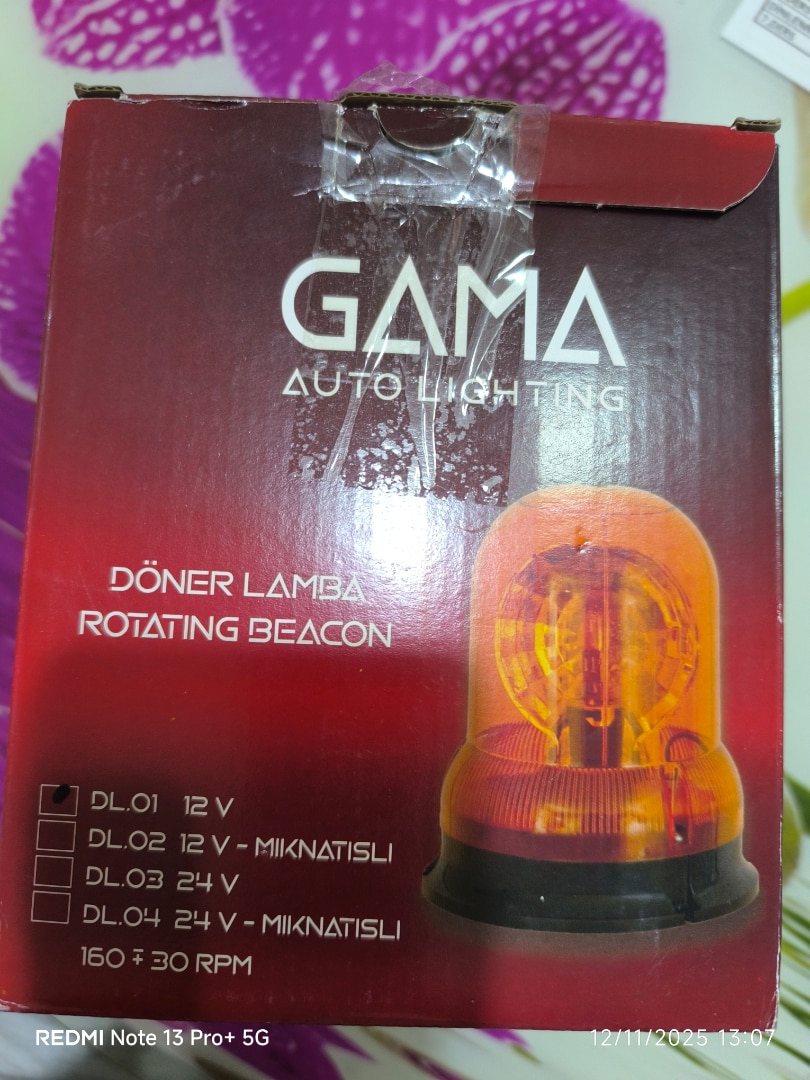 GAMA
AUTO LIGHTING
DÖNER LAMBA
ROTATING BEACON
DL.01 12 V
DL.02 12 V - MIKNATISLI
DL.03 24 V
DL.04 24 V - MIKNATISLI
160 ∓ 30 RPM
REDMI Note 13 Pro+ 5G
12/11/2025 13:07